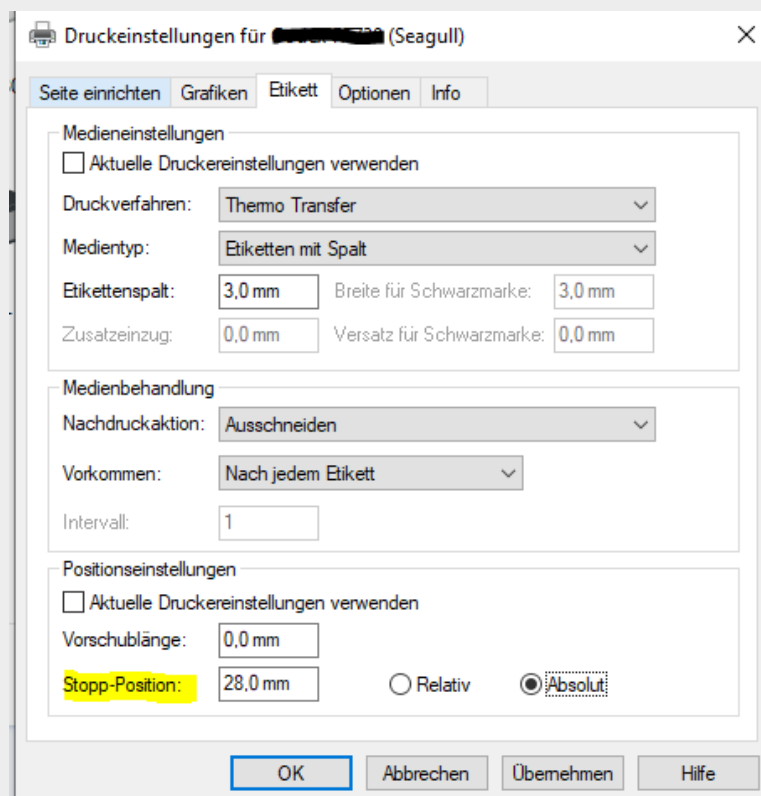 Druckeinstellungen für (Seagull)
Seite einrichten Grafiken Etikett Optionen Info
Medieneinstellungen
Aktuelle Druckereinstellungen verwenden
Druckverfahren: Thermo Transfer
Medientyp: Etiketten mit Spalt
Etikettenspalt: 3,0 mm Breite für Schwarzmarke: 3,0 mm
Zusatzeinzug: 0,0 mm Versatz für Schwarzmarke: 0,0 mm
Medienbehandlung
Nachdruckaktion: Ausschneiden
Vorkommen: Nach jedem Etikett
Intervall: 1
Positionseinstellungen
Aktuelle Druckereinstellungen verwenden
Vorschublänge: 0,0 mm
Stopp-Position: 28,0 mm Relativ Absolut
OK Abbrechen Übernehmen Hilfe